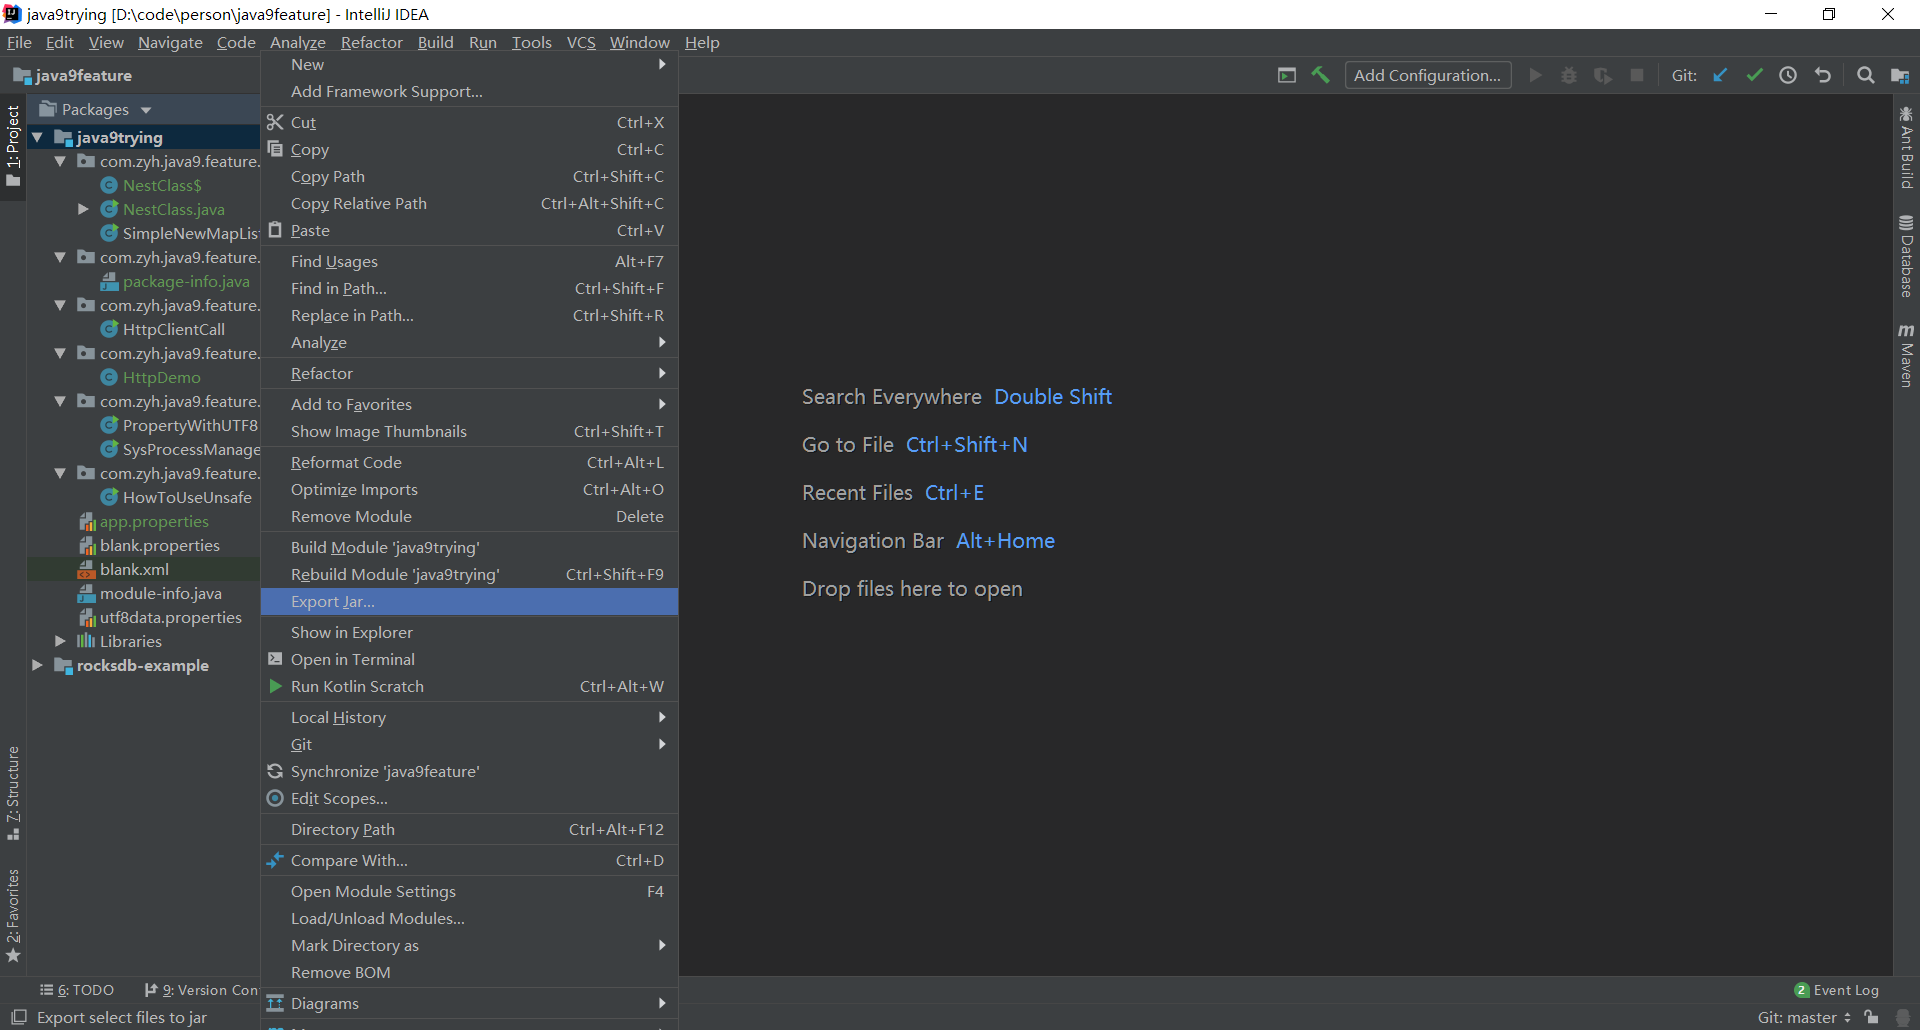 java9trying [D:\code\person\java9feature] - IntelliJ IDEA
File Edit View Navigate Code Analyze Refactor Build Run Tools VCS Window Help
java9feature
Add Configuration...
Git:
1: Project
7: Structure
2: Favorites
Packages
java9trying
com.zyh.java9.feature.
NestClass$
NestClass.java
SimpleNewMapLis
com.zyh.java9.feature.
package-info.java
com.zyh.java9.feature.
HttpClientCall
com.zyh.java9.feature.
HttpDemo
com.zyh.java9.feature.
PropertyWithUTF8
SysProcessManage
com.zyh.java9.feature.
HowToUseUnsafe
app.properties
blank.properties
blank.xml
module-info.java
utf8data.properties
Libraries
rocksdb-example
New
Add Framework Support...
Cut Ctrl+X
Copy Ctrl+C
Copy Path Ctrl+Shift+C
Copy Relative Path Ctrl+Alt+Shift+C
Paste Ctrl+V
Find Usages Alt+F7
Find in Path... Ctrl+Shift+F
Replace in Path... Ctrl+Shift+R
Analyze
Refactor
Add to Favorites
Show Image Thumbnails Ctrl+Shift+T
Reformat Code Ctrl+Alt+L
Optimize Imports Ctrl+Alt+O
Remove Module Delete
Build Module 'java9trying'
Rebuild Module 'java9trying' Ctrl+Shift+F9
Export Jar...
Show in Explorer
Open in Terminal
Run Kotlin Scratch Ctrl+Alt+W
Local History
Git
Synchronize 'java9feature'
Edit Scopes...
Directory Path Ctrl+Alt+F12
Compare With... Ctrl+D
Open Module Settings F4
Load/Unload Modules...
Mark Directory as
Remove BOM
Diagrams
Search Everywhere Double Shift
Go to File Ctrl+Shift+N
Recent Files Ctrl+E
Navigation Bar Alt+Home
Drop files here to open
Ant Build
Database
m Maven
6: TODO
9: Version Con
2 Event Log
Export select files to jar
Git: master